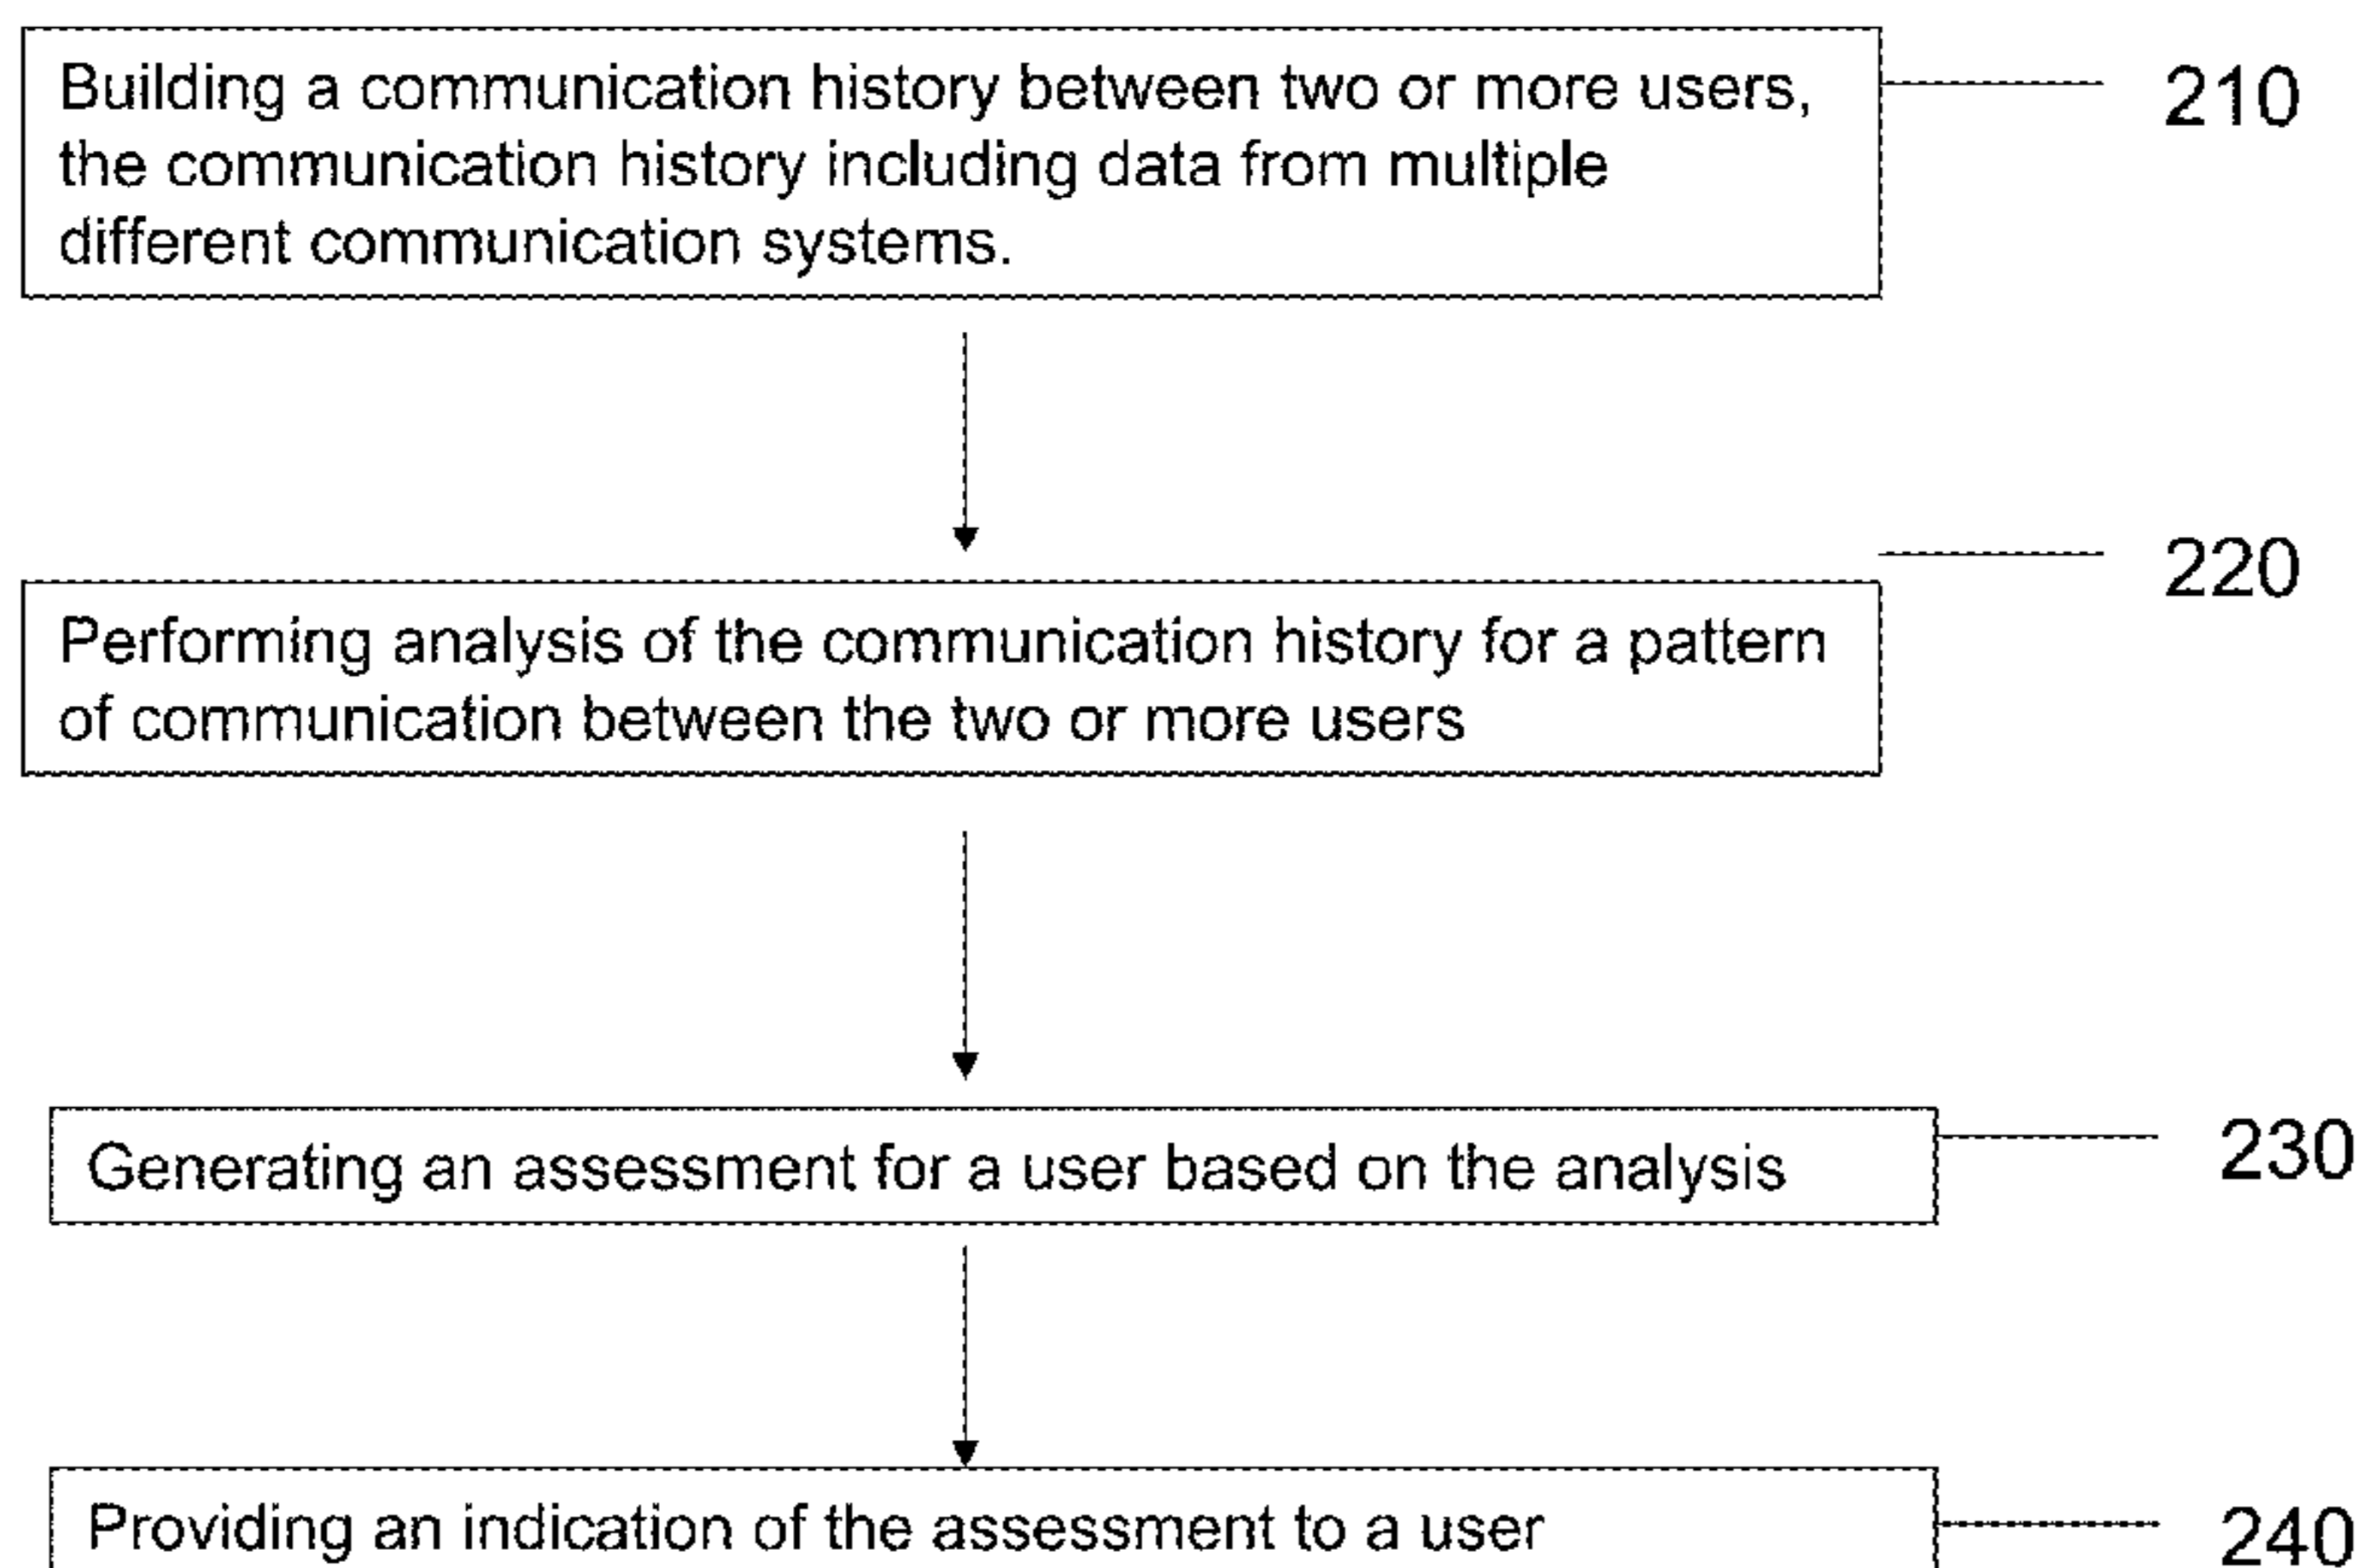 Building a communication history between two or more users, 210
the communication history including data from multiple
different communication systems.
220
Performing analysis of the communication history for a pattern
of communication between the two or more users
Generating an assessment for a user based on the analysis 230
Providing an indication of the assessment to a user 240